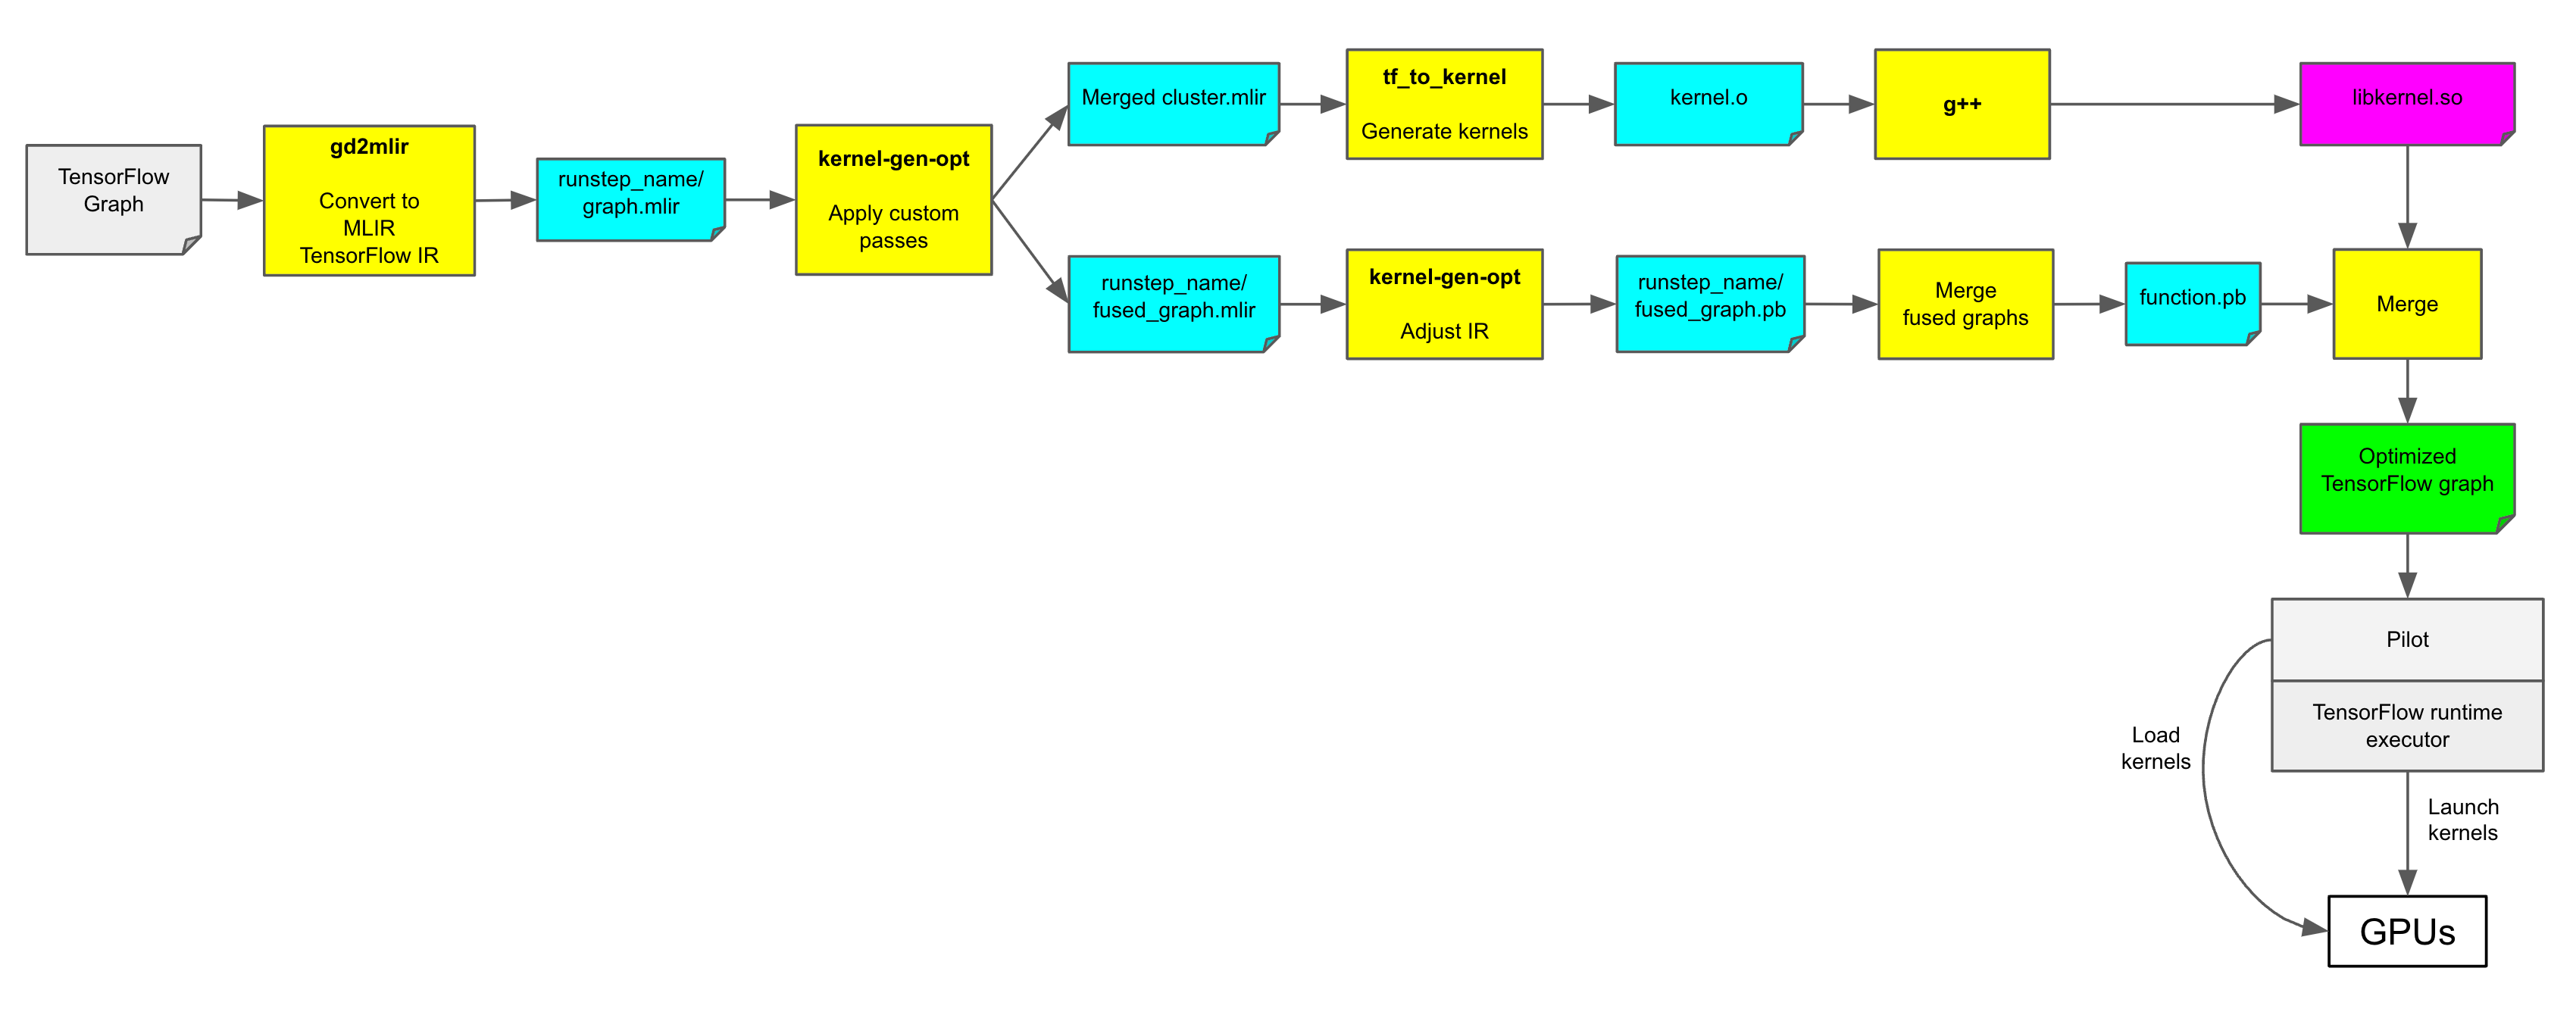 TensorFlow
Graph
gd2mlir
Convert to
MLIR
TensorFlow IR
runstep_name/
graph.mlir
kernel-gen-opt
Apply custom
passes
Merged cluster.mlir
tf_to_kernel
Generate kernels
kernel.o
g++
libkernel.so
runstep_name/
fused_graph.mlir
kernel-gen-opt
Adjust IR
runstep_name/
fused_graph.pb
Merge
fused graphs
function.pb
Merge
Optimized
TensorFlow graph
Pilot
TensorFlow runtime
executor
Load
kernels
Launch
kernels
GPUs